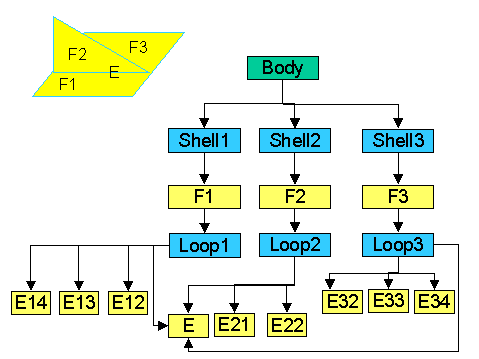 F2 F3
F1 E
Body
Shell1 Shell2 Shell3
F1 F2 F3
Loop1 Loop2 Loop3
E14 E13 E12 E E21 E22 E32 E33 E34